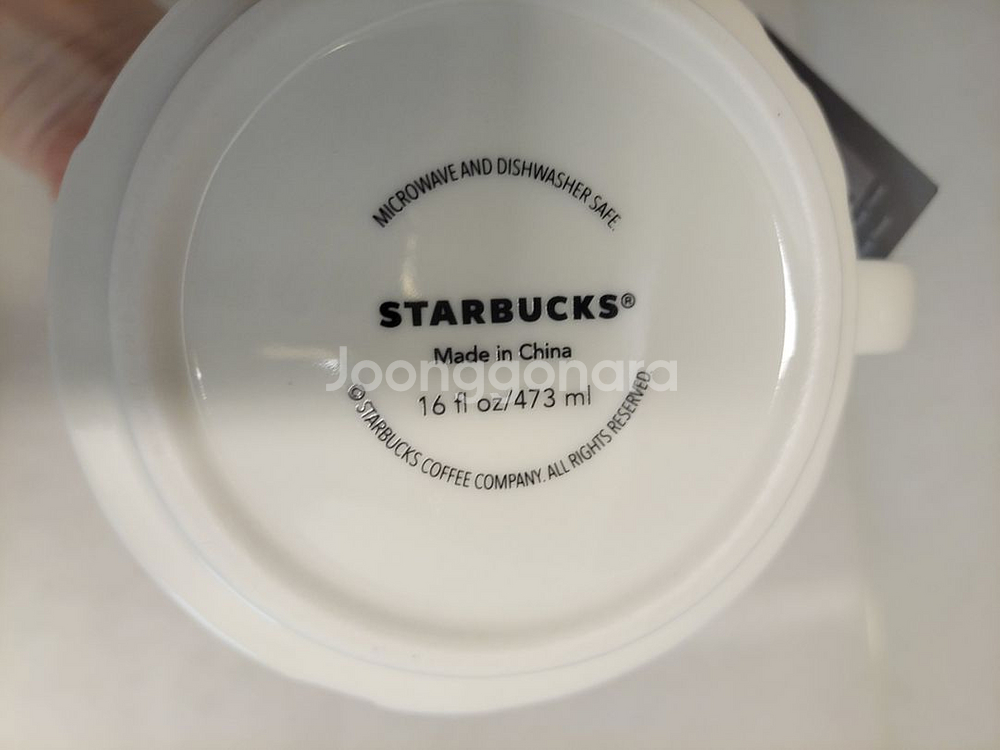 MICROWAVE AND DISHWASHER SAFE.
STARBUCKS®
Made in China
Joonggonara
16 fl oz/473 ml
© STARBUCKS COFFEE COMPANY. ALL RIGHTS RESERVED